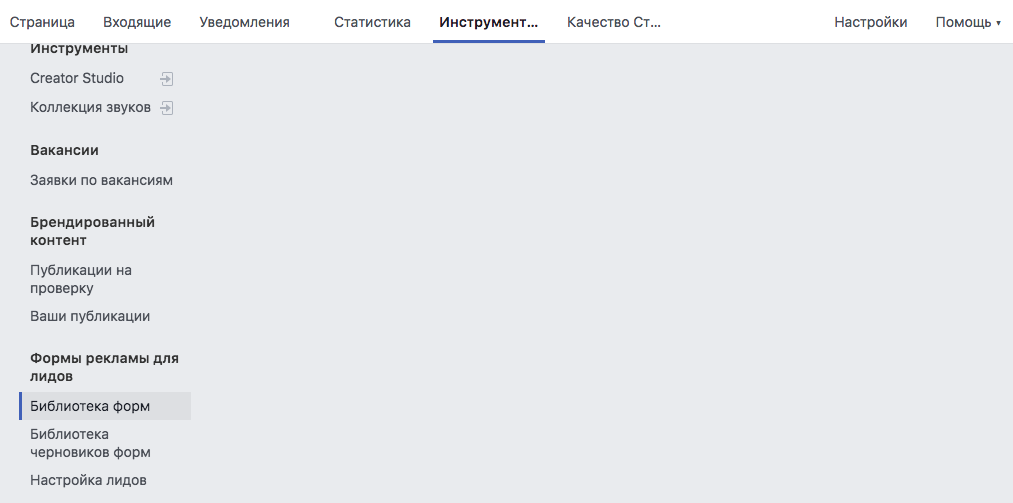 Страница Входящие Уведомления Статистика Инструмент... Качество Ст... Настройки Помощь
Инструменты
Creator Studio
Коллекция звуков
Вакансии
Заявки по вакансиям
Брендированный
контент
Публикации на
проверку
Ваши публикации
Формы рекламы для
лидов
Библиотека форм
Библиотека
черновиков форм
Настройка лидов